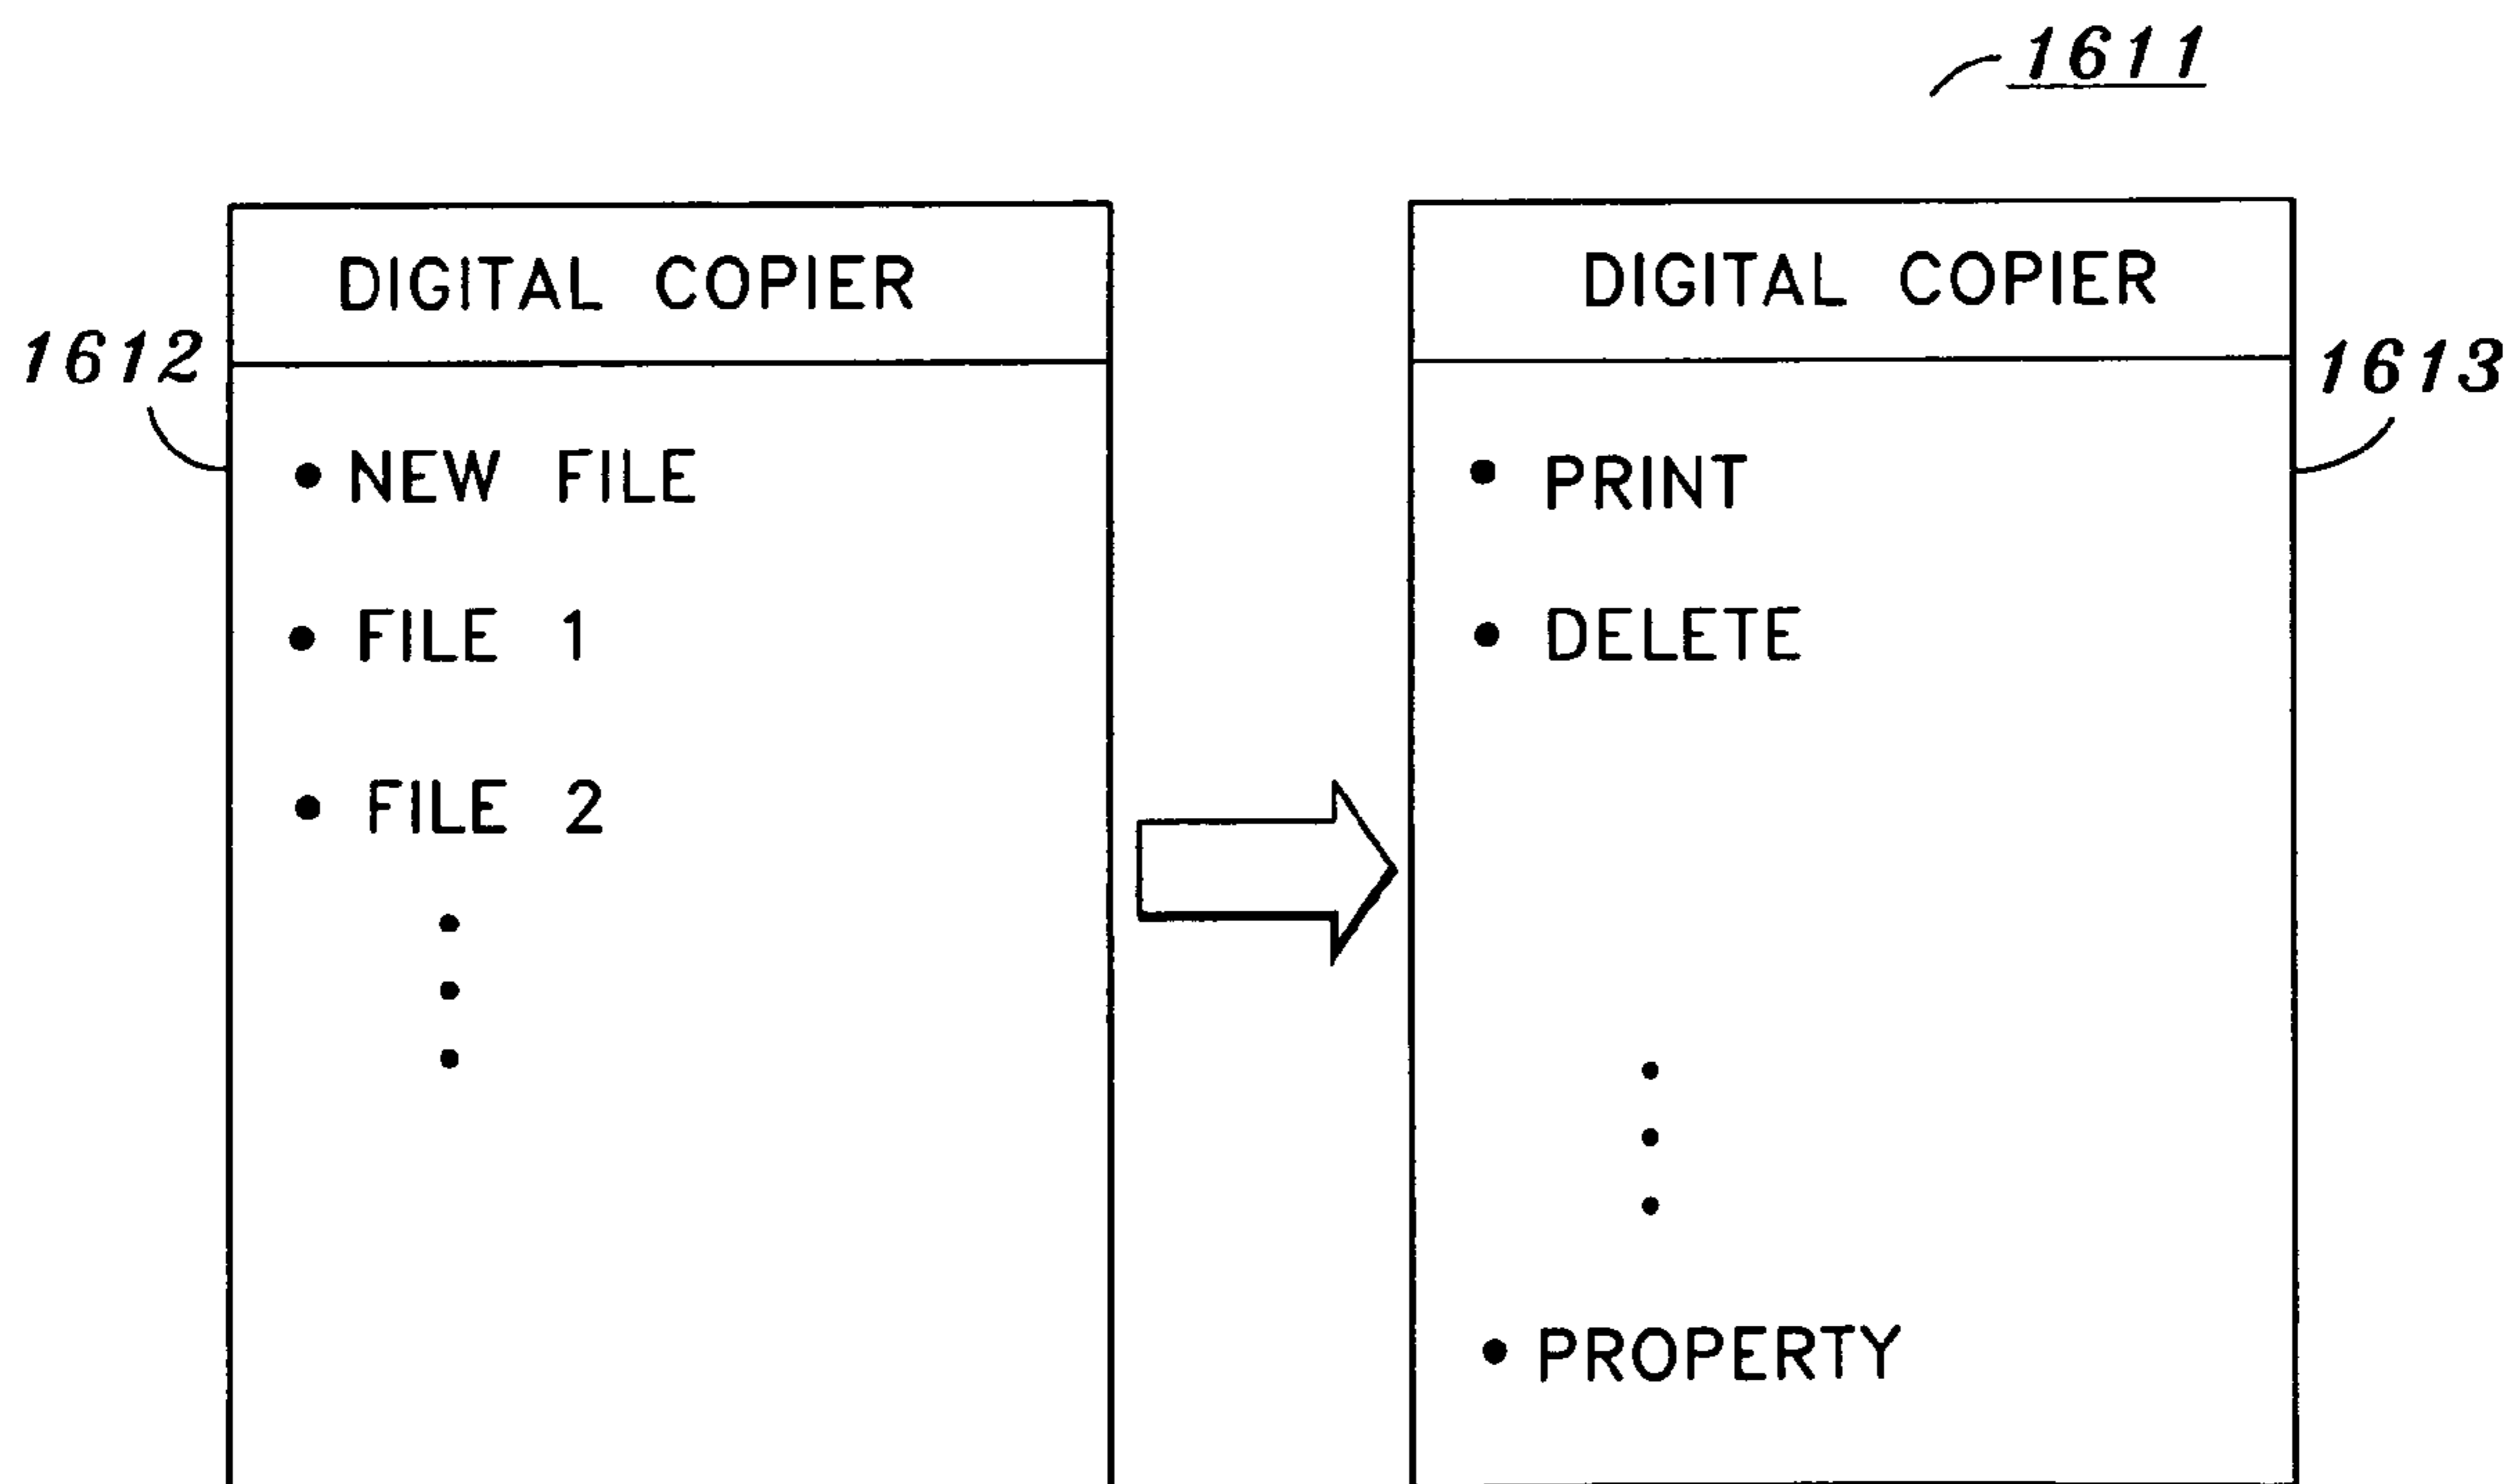 1611
DIGITAL COPIER
1612
• NEW FILE
• FILE 1
• FILE 2
DIGITAL COPIER
1613
• PRINT
• DELETE
• PROPERTY